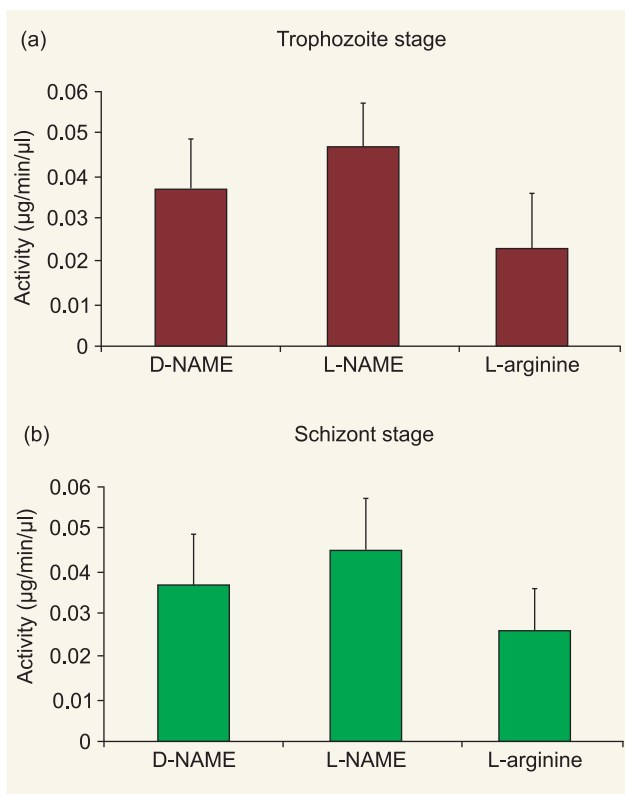 (a) Trophozoite stage
Activity (µg/min/µl)
0.06
0.05
0.04
0.03
0.02
0.01
0
D-NAME L-NAME L-arginine
(b) Schizont stage
Activity (µg/min/µl)
0.06
0.05
0.04
0.03
0.02
0.01
0
D-NAME L-NAME L-arginine